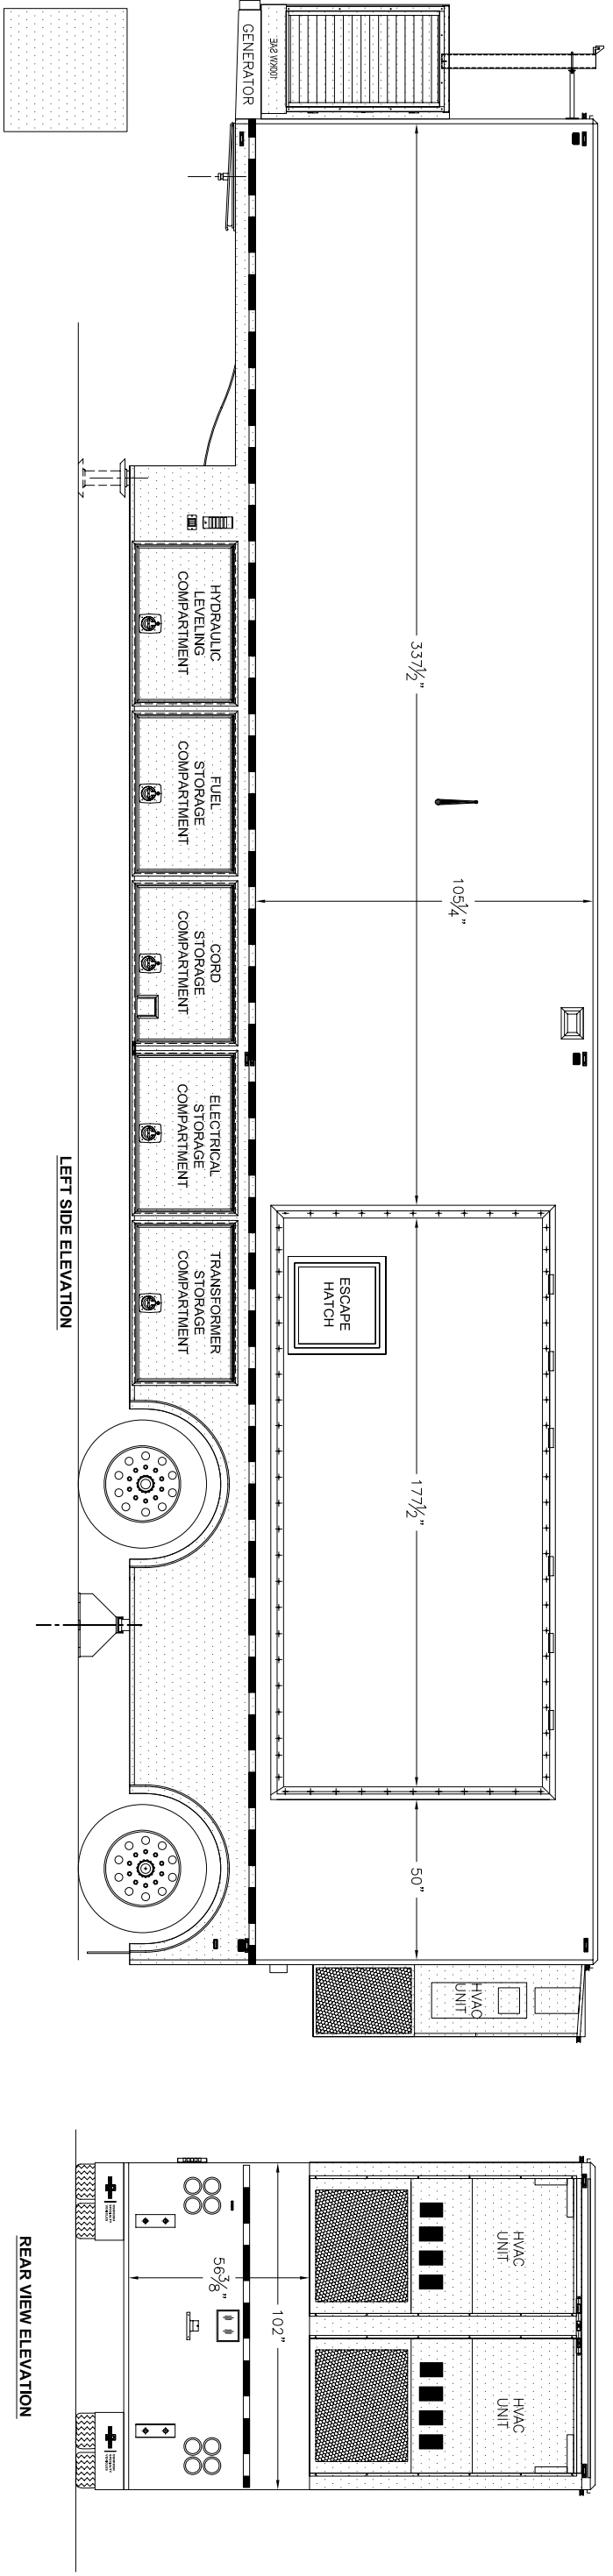 GENERATOR
100KW SAE
337½"
105¼"
HYDRAULIC
LEVELING
COMPARTMENT
FUEL
STORAGE
COMPARTMENT
CORD
STORAGE
COMPARTMENT
ELECTRICAL
STORAGE
COMPARTMENT
TRANSFORMER
STORAGE
COMPARTMENT
ESCAPE
HATCH
177½"
50"
HVAC
UNIT
LEFT SIDE ELEVATION
HVAC
UNIT
HVAC
UNIT
102"
56⅜"
REAR VIEW ELEVATION